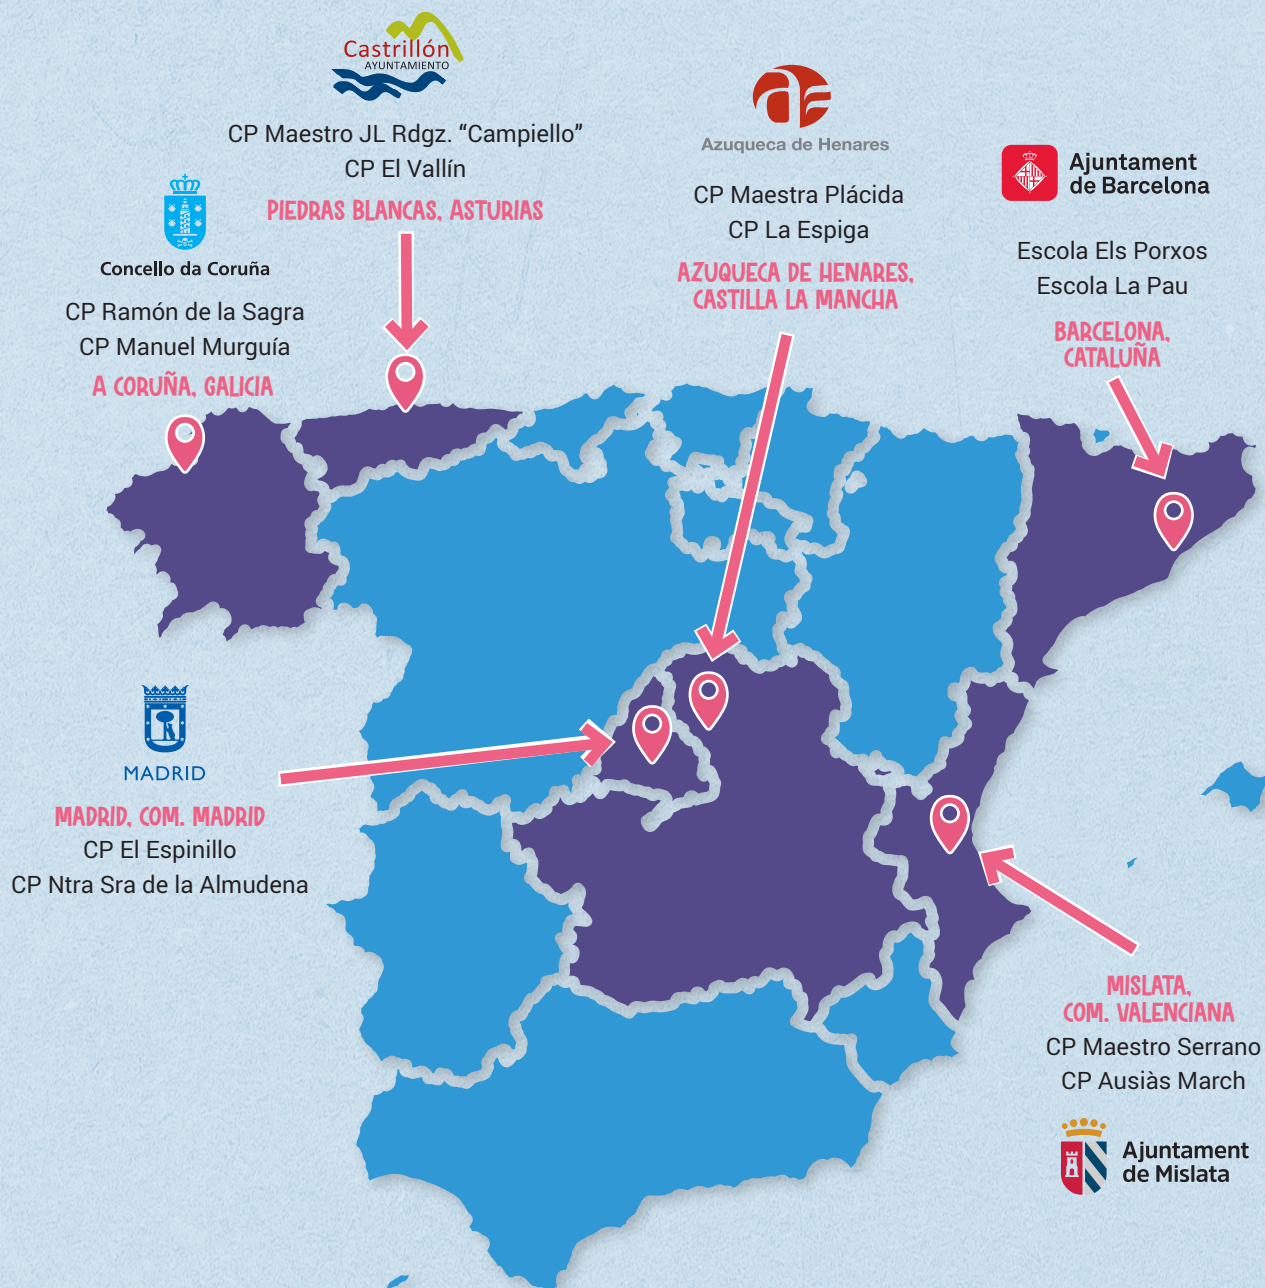 Castrillón
AYUNTAMIENTO
CP Maestro JL Rdgz. “Campiello”
CP El Vallín
PIEDRAS BLANCAS, ASTURIAS
Concello da Coruña
CP Ramón de la Sagra
CP Manuel Murguía
A CORUÑA, GALICIA
Azuqueca de Henares
CP Maestra Plácida
CP La Espiga
AZUQUECA DE HENARES,
CASTILLA LA MANCHA
Ajuntament
de Barcelona
Escola Els Porxos
Escola La Pau
BARCELONA,
CATALUÑA
MADRID
MADRID, COM. MADRID
CP El Espinillo
CP Ntra Sra de la Almudena
MISLATA,
COM. VALENCIANA
CP Maestro Serrano
CP Ausiàs March
Ajuntament
de Mislata